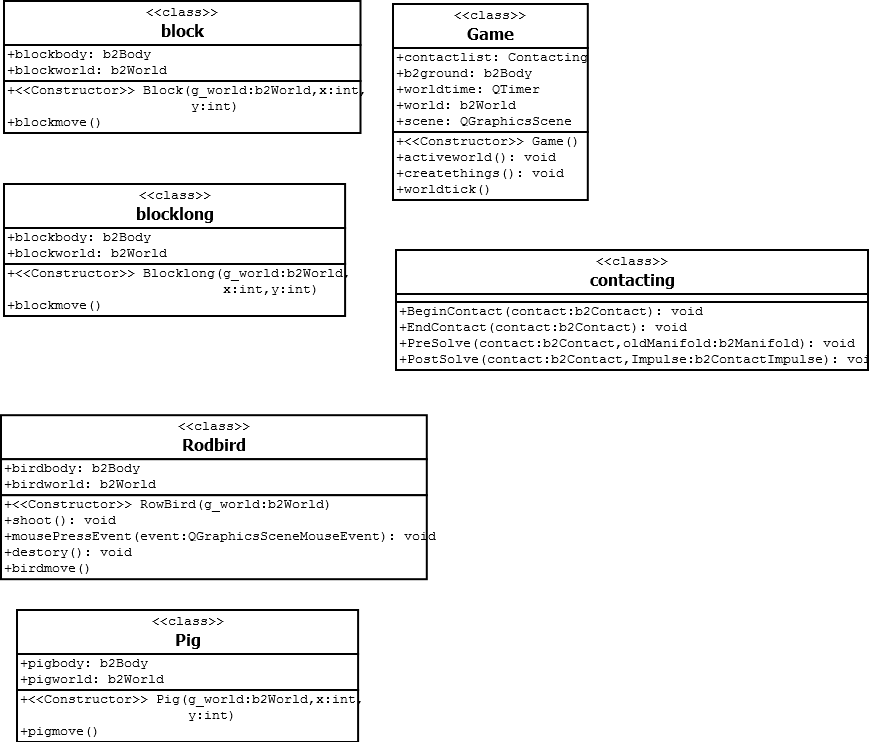 <<class>>
block
+blockbody: b2Body
+blockworld: b2World
+<<Constructor>> Block(g_world:b2World,x:int,
y:int)
+blockmove()
<<class>>
Game
+contactlist: Contacting
+b2ground: b2Body
+worldtime: QTimer
+world: b2World
+scene: QGraphicsScene
+<<Constructor>> Game()
+activeworld(): void
+createthings(): void
+worldtick()
<<class>>
blocklong
+blockbody: b2Body
+blockworld: b2World
+<<Constructor>> Blocklong(g_world:b2World,
x:int,y:int)
+blockmove()
<<class>>
contacting
+BeginContact(contact:b2Contact): void
+EndContact(contact:b2Contact): void
+PreSolve(contact:b2Contact,oldManifold:b2Manifold): void
+PostSolve(contact:b2Contact,Impulse:b2ContactImpulse): voi
<<class>>
Rodbird
+birdbody: b2Body
+birdworld: b2World
+<<Constructor>> RowBird(g_world:b2World)
+shoot(): void
+mousePressEvent(event:QGraphicsSceneMouseEvent): void
+destory(): void
+birdmove()
<<class>>
Pig
+pigbody: b2Body
+pigworld: b2World
+<<Constructor>> Pig(g_world:b2World,x:int,
y:int)
+pigmove()